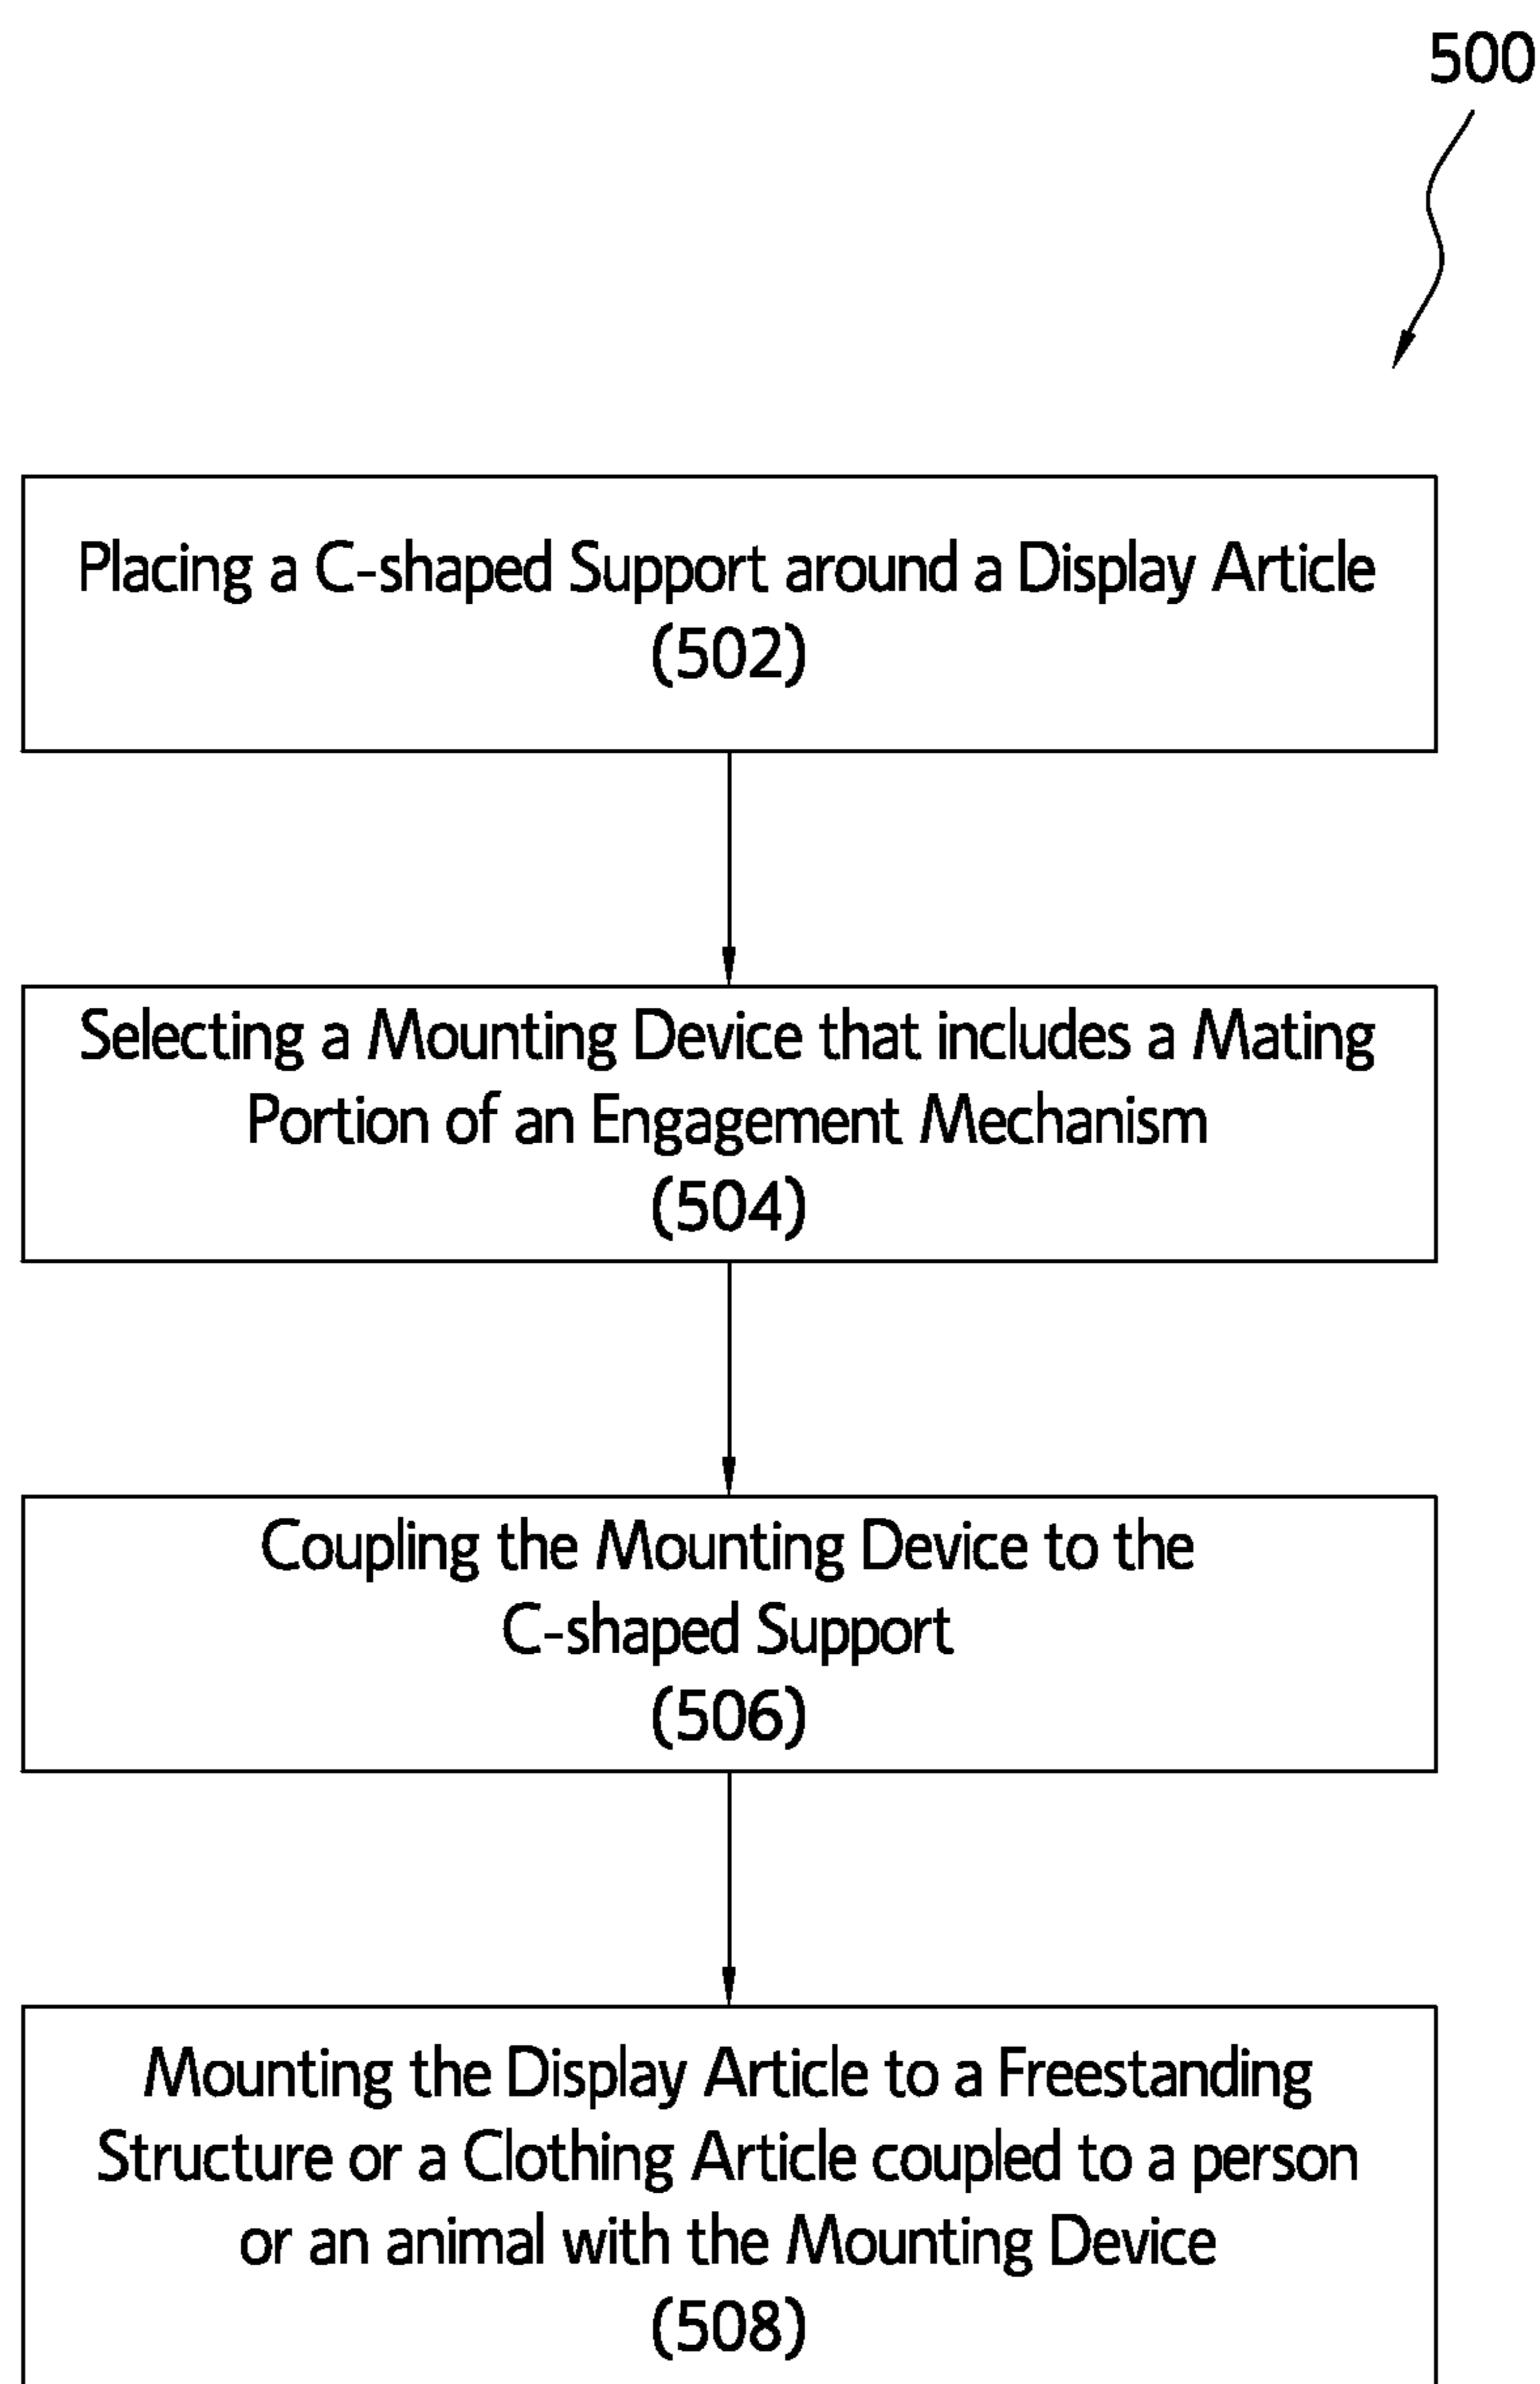 500
Placing a C-shaped Support around a Display Article
(502)
Selecting a Mounting Device that includes a Mating
Portion of an Engagement Mechanism
(504)
Coupling the Mounting Device to the
C-shaped Support
(506)
Mounting the Display Article to a Freestanding
Structure or a Clothing Article coupled to a person
or an animal with the Mounting Device
(508)